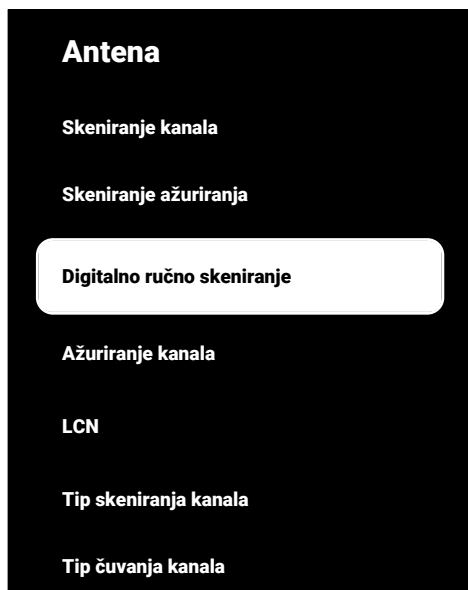 Antena
Skeniranje kanala
Skeniranje ažuriranja
Digitalno ručno skeniranje
Ažuriranje kanala
LCN
Tip skeniranja kanala
Tip čuvanja kanala